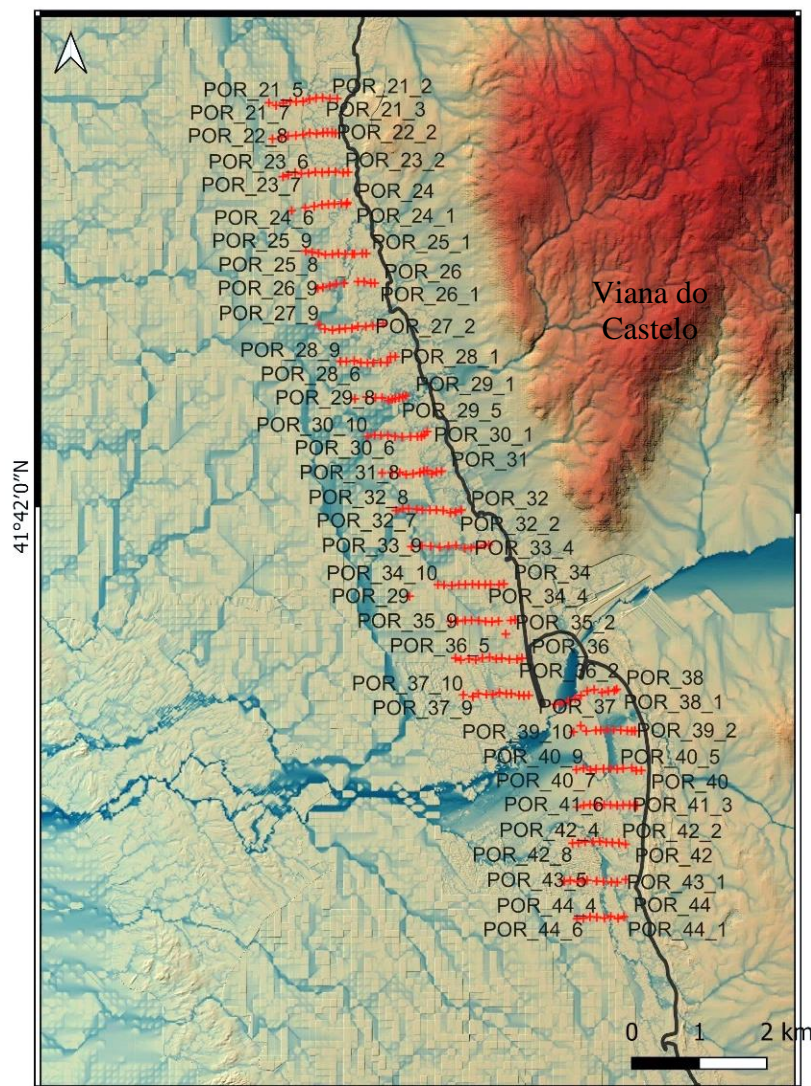 POR_21_5 POR_21_2
POR_21_7 POR_21_3
POR_22_8 POR_22_2
POR_23_6 POR_23_2
POR_23_7 POR_24
POR_24_6 POR_24_1
POR_25_9 POR_25_1
POR_25_8 POR_26
POR_26_9 POR_26_1
Viana do
Castelo
POR_27_9 POR_27_2
POR_28_9 POR_28_1
POR_28_6 POR_29_1
POR_29_8 POR_29_5
POR_30_10 POR_30_1
POR_30_6 POR_31
POR_31_8
POR_32_8 POR_32
41°42'0"N
POR_32_7 POR_32_2
POR_33_9 POR_33_4
POR_34_10 POR_34
POR_29 POR_34_4
POR_35_9 POR_35_2
POR_36_5 POR_36
POR_36_2 POR_38
POR_37_10 POR_38_1
POR_37_9 POR_37
POR_39_10 POR_39_2
POR_40_9 POR_40_5
POR_40_7 POR_40
POR_41_6 POR_41_3
POR_42_4 POR_42_2
POR_42_8 POR_42
POR_43_5 POR_43_1
POR_44_4 POR_44
POR_44_6 POR_44_1
0 1 2 km